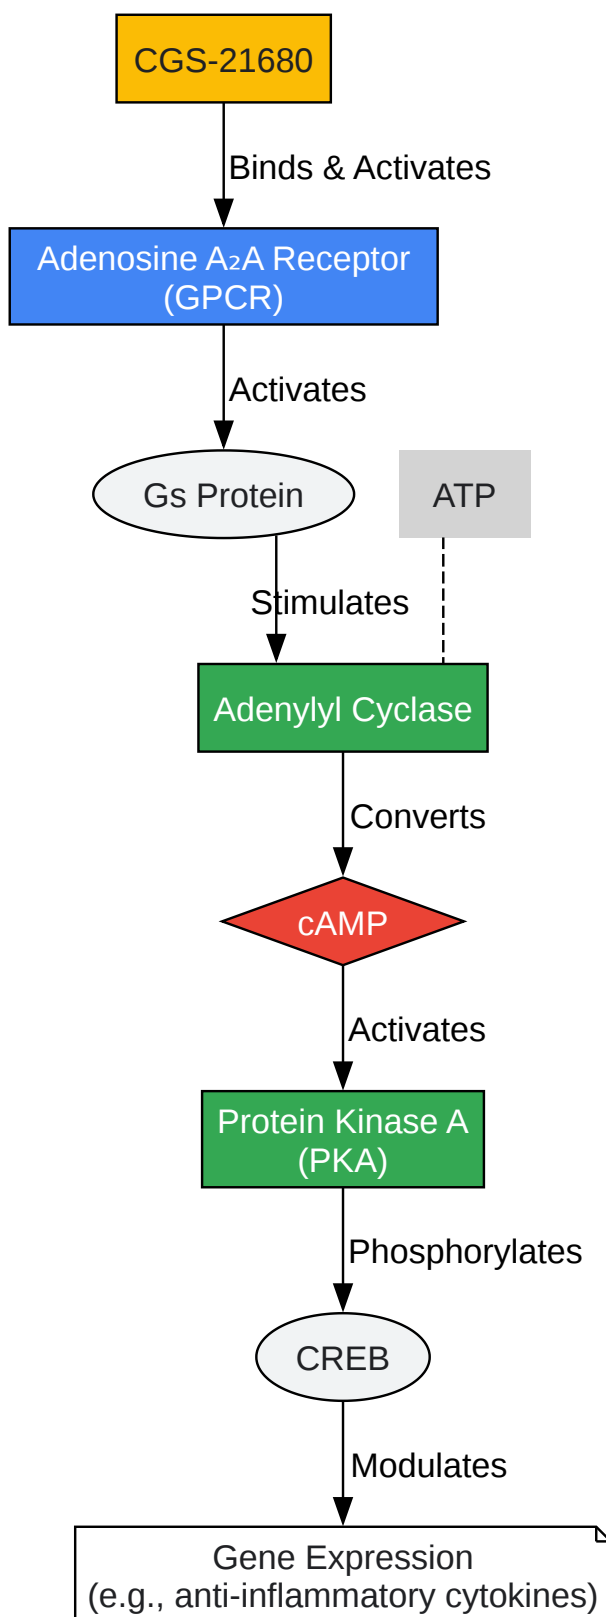 CGS-21680
Binds & Activates
Adenosine A₂A Receptor
(GPCR)
Activates
Gs Protein
ATP
Stimulates
Adenylyl Cyclase
Converts
cAMP
Activates
Protein Kinase A
(PKA)
Phosphorylates
CREB
Modulates
Gene Expression
(e.g., anti-inflammatory cytokines)